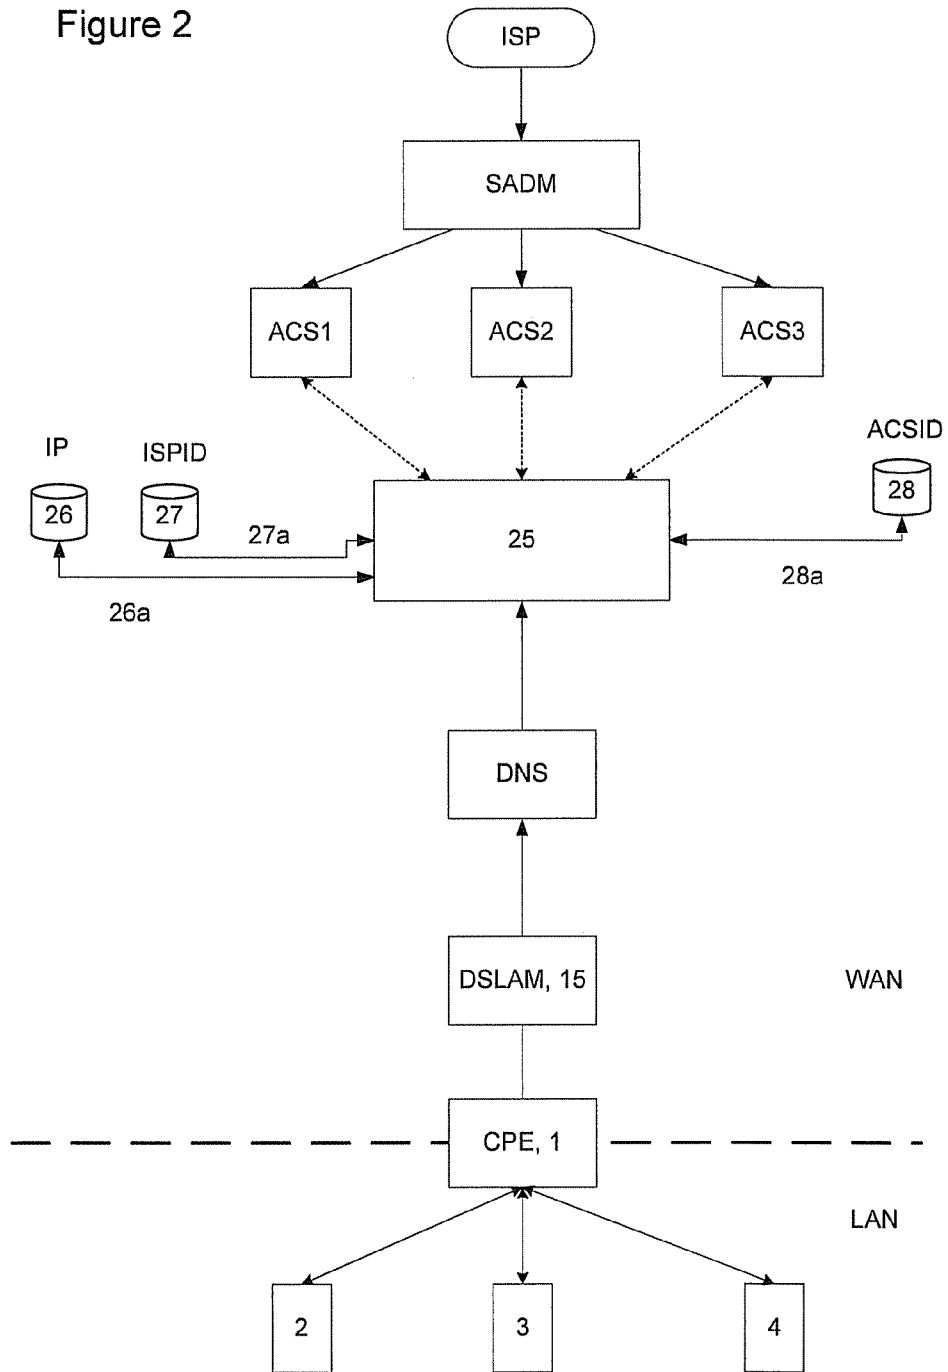 Figure 2
ISP
SADM
ACS1
ACS2
ACS3
IP
ISPID
ACSID
26
27
28
27a
25
28a
26a
DNS
DSLAM, 15
WAN
CPE, 1
LAN
2
3
4